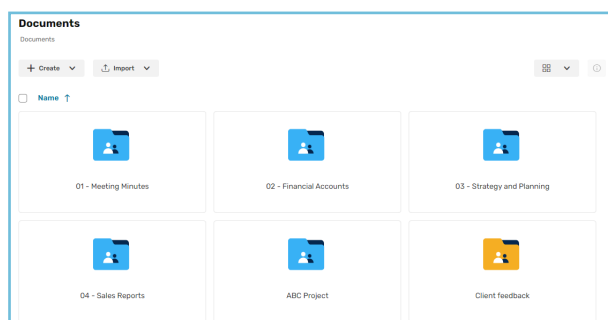 Documents
Documents
Create
Import
Name ↑
01 - Meeting Minutes
02 - Financial Accounts
03 - Strategy and Planning
04 - Sales Reports
ABC Project
Client feedback